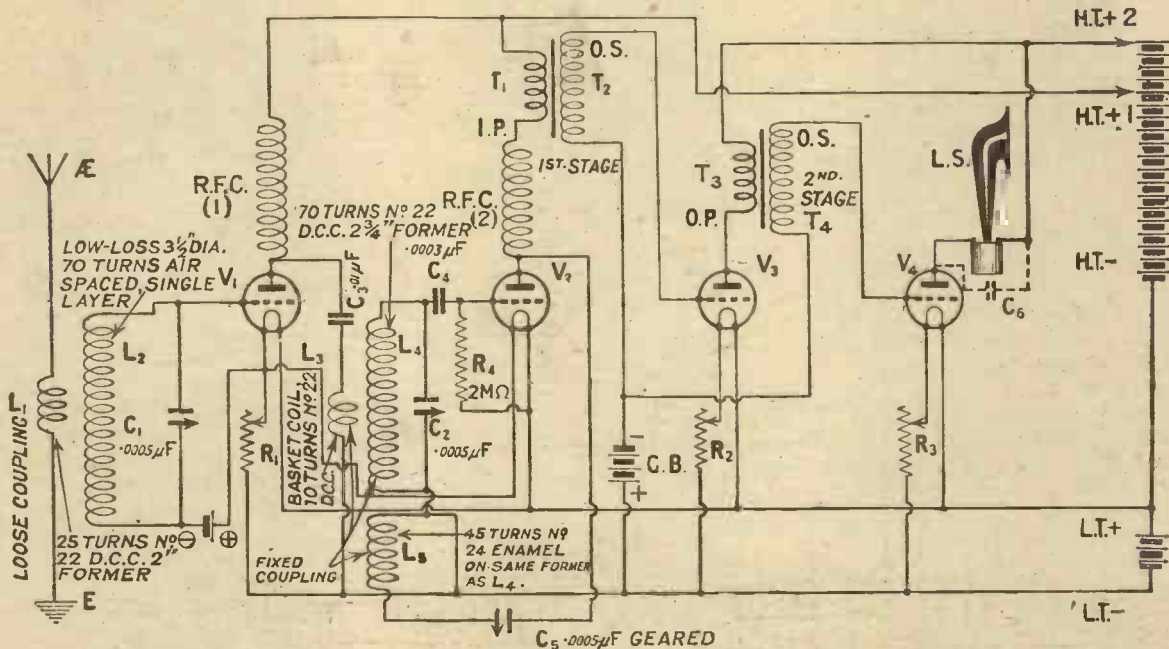 H.T.+ 2
H.T.+ 1
H.T.-
L.T.+
L.T.-
Æ
LOOSE COUPLING
E
25 TURNS Nº
22 D.C.C. 2"
FORMER
LOW-LOSS 3½" DIA.
70 TURNS AIR
SPACED, SINGLE
LAYER
L₂
C₁
.0005μF
⊖ ⊕
V₁
R₁
R.F.C.
(1)
C₃ .01μF
L₃
BASKET COIL,
10 TURNS Nº 22
D.C.C.
FIXED
COUPLING
70 TURNS Nº 22
D.C.C. 2¾" FORMER
.0003μF
C₄
L₄
C₂
.0005μF
R₄
2MΩ
L₅
45 TURNS Nº
24 ENAMEL
ON SAME FORMER
AS L₄.
C₅ .0005μF GEARED
R.F.C.
(2)
V₂
T₁
I.P.
O.S.
T₂
1ST. STAGE
G.B.
-
+
T₃
O.P.
O.S.
2ND.
STAGE
T₄
V₃
R₂
V₄
R₃
L.S.
C₆